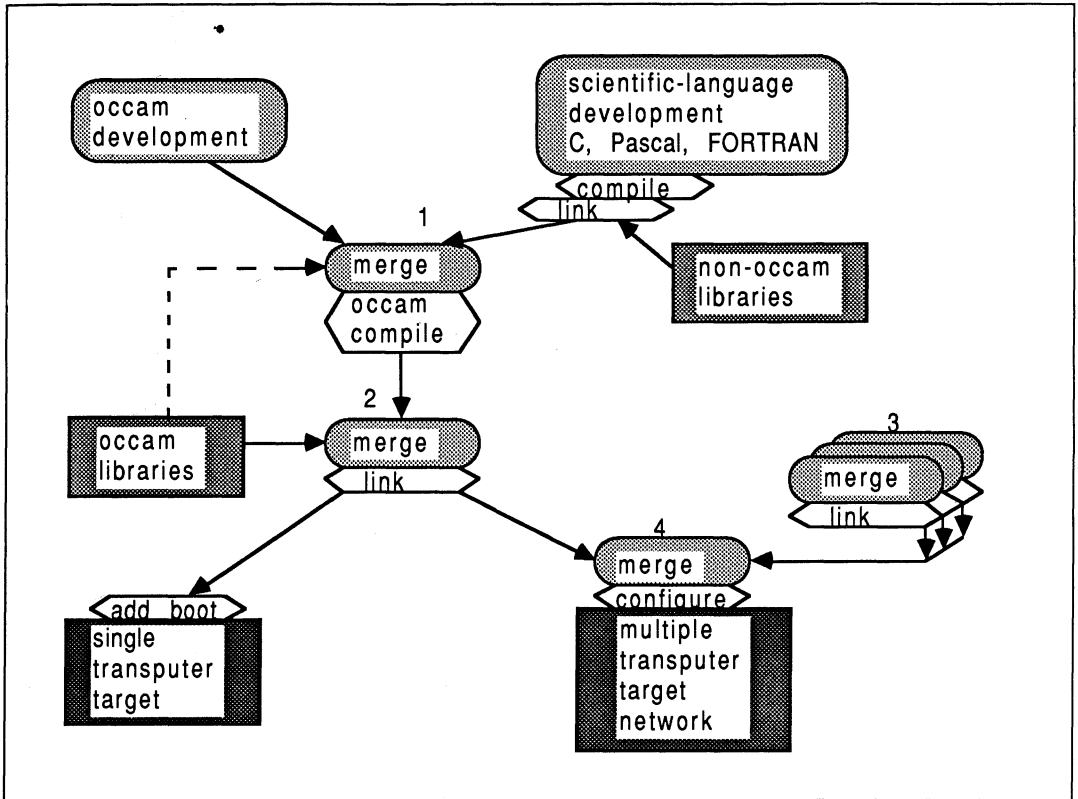 occam
development
scientific-language
development
C, Pascal, FORTRAN
compile
link
1
merge
occam
compile
non-occam
libraries
2
merge
link
occam
libraries
3
merge
link
4
merge
configure
add boot
single
transputer
target
multiple
transputer
target
network